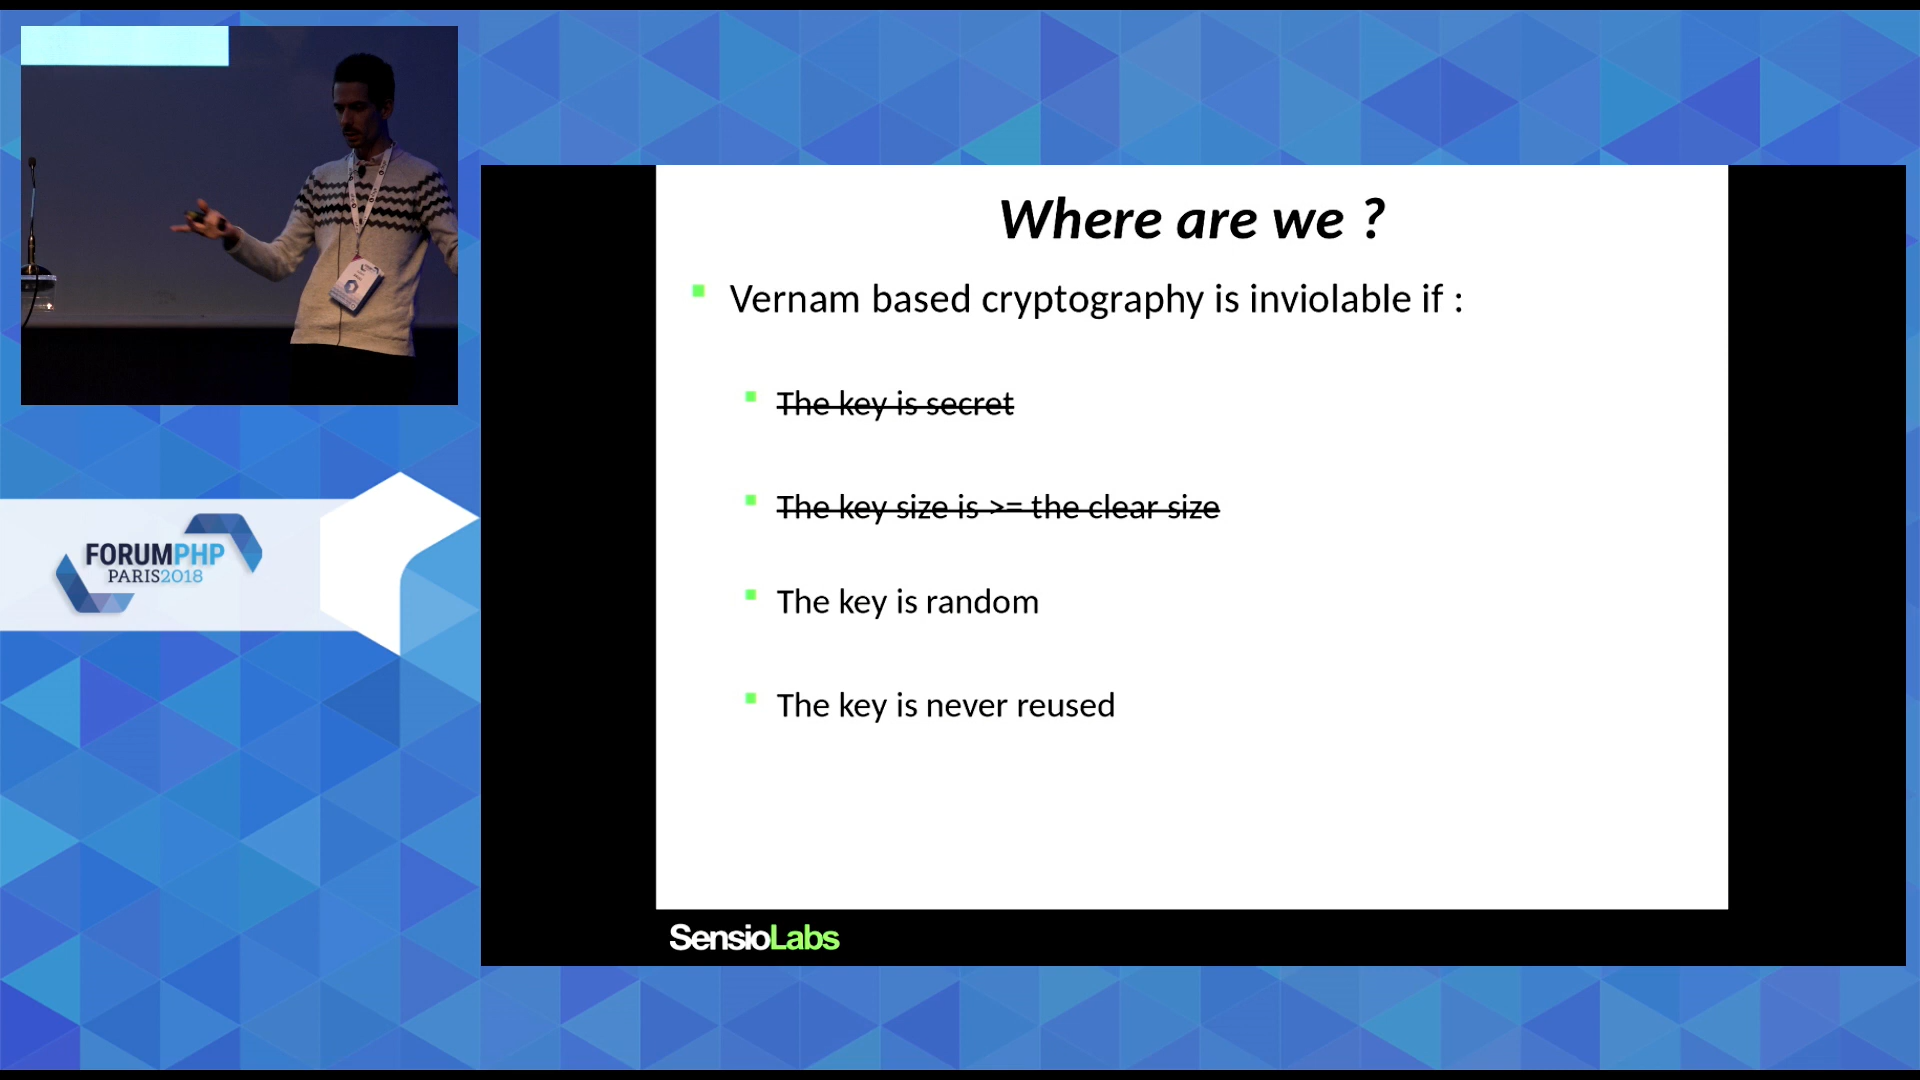 Where are we ?
Vernam based cryptography is inviolable if :
The key is secret
The key size is >= the clear size
The key is random
The key is never reused
FORUMPHP
PARIS2018
SensioLabs